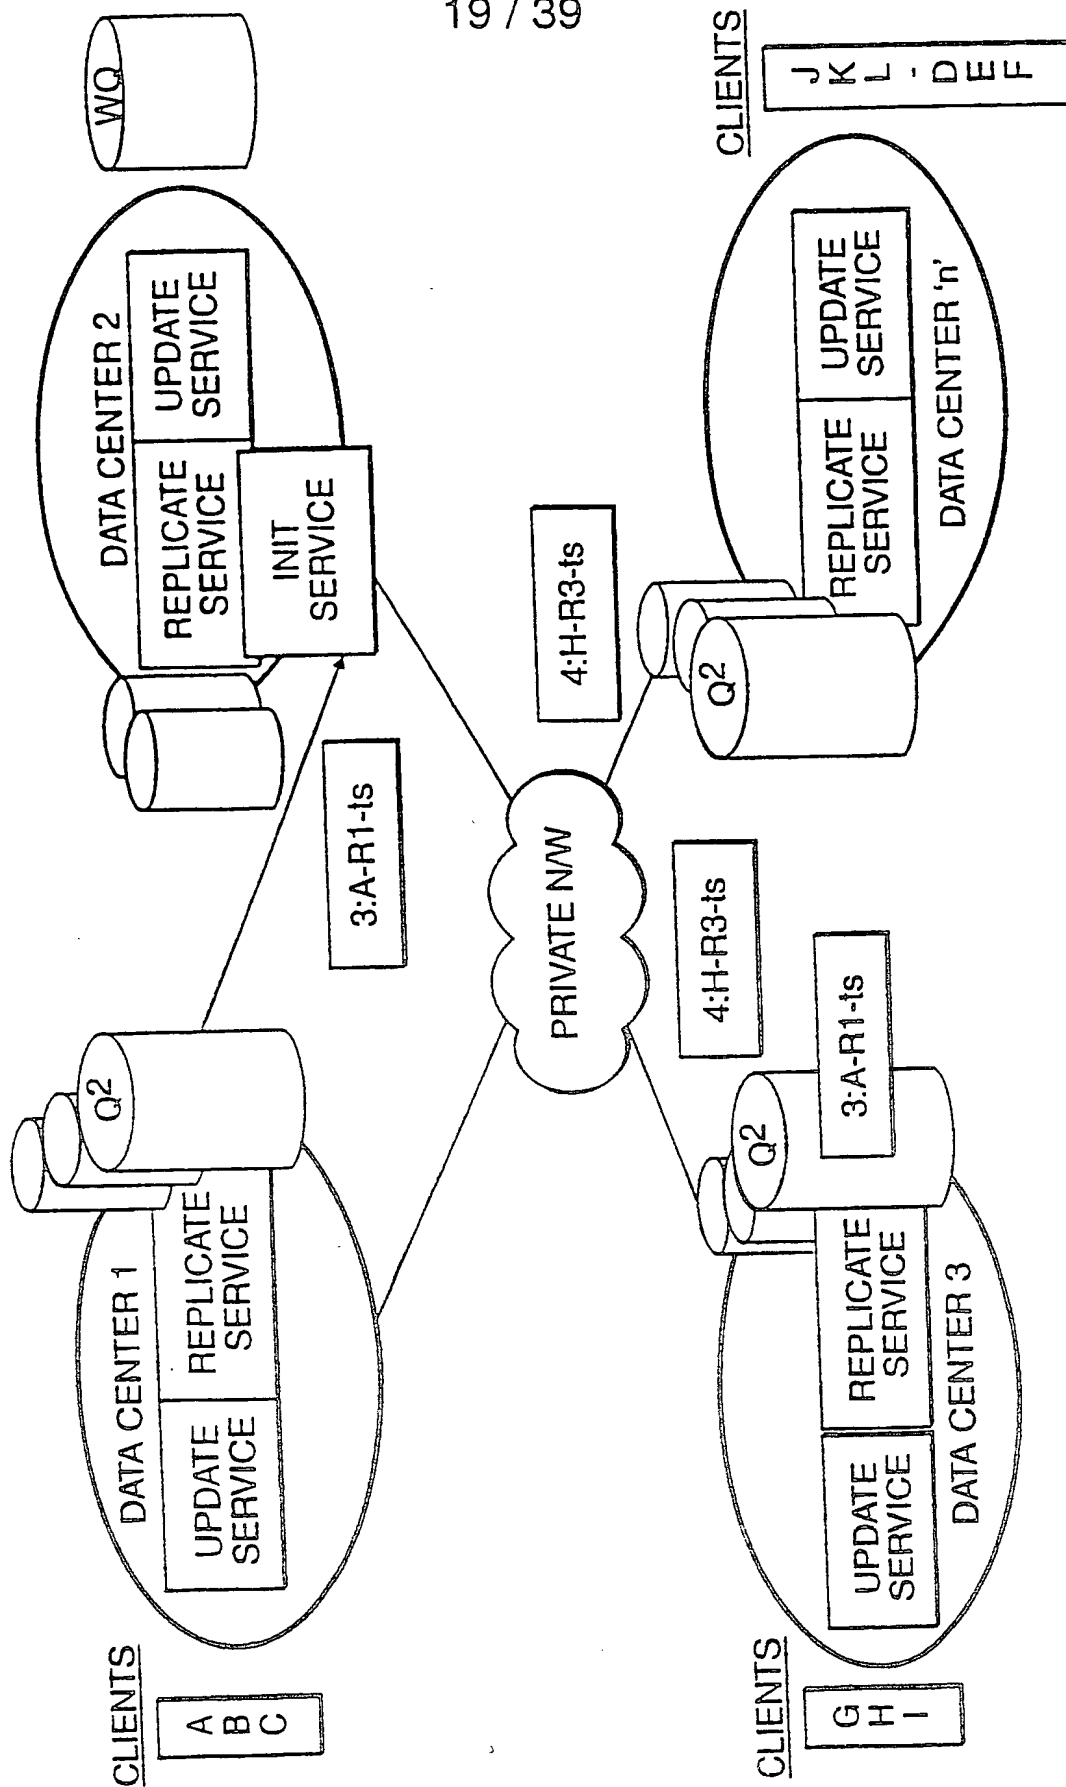 19 / 39
CLIENTS
A
B
C
DATA CENTER 1
UPDATE
SERVICE
REPLICATE
SERVICE
Q2
3:A-R1-ts
DATA CENTER 2
REPLICATE
SERVICE
UPDATE
SERVICE
INIT
SERVICE
WQ
PRIVATE N/W
4:H-R3-ts
4:H-R3-ts
CLIENTS
G
H
I
UPDATE
SERVICE
REPLICATE
SERVICE
DATA CENTER 3
Q2
3:A-R1-ts
Q2
REPLICATE
SERVICE
UPDATE
SERVICE
DATA CENTER 'n'
CLIENTS
J
K
L
-
D
E
F